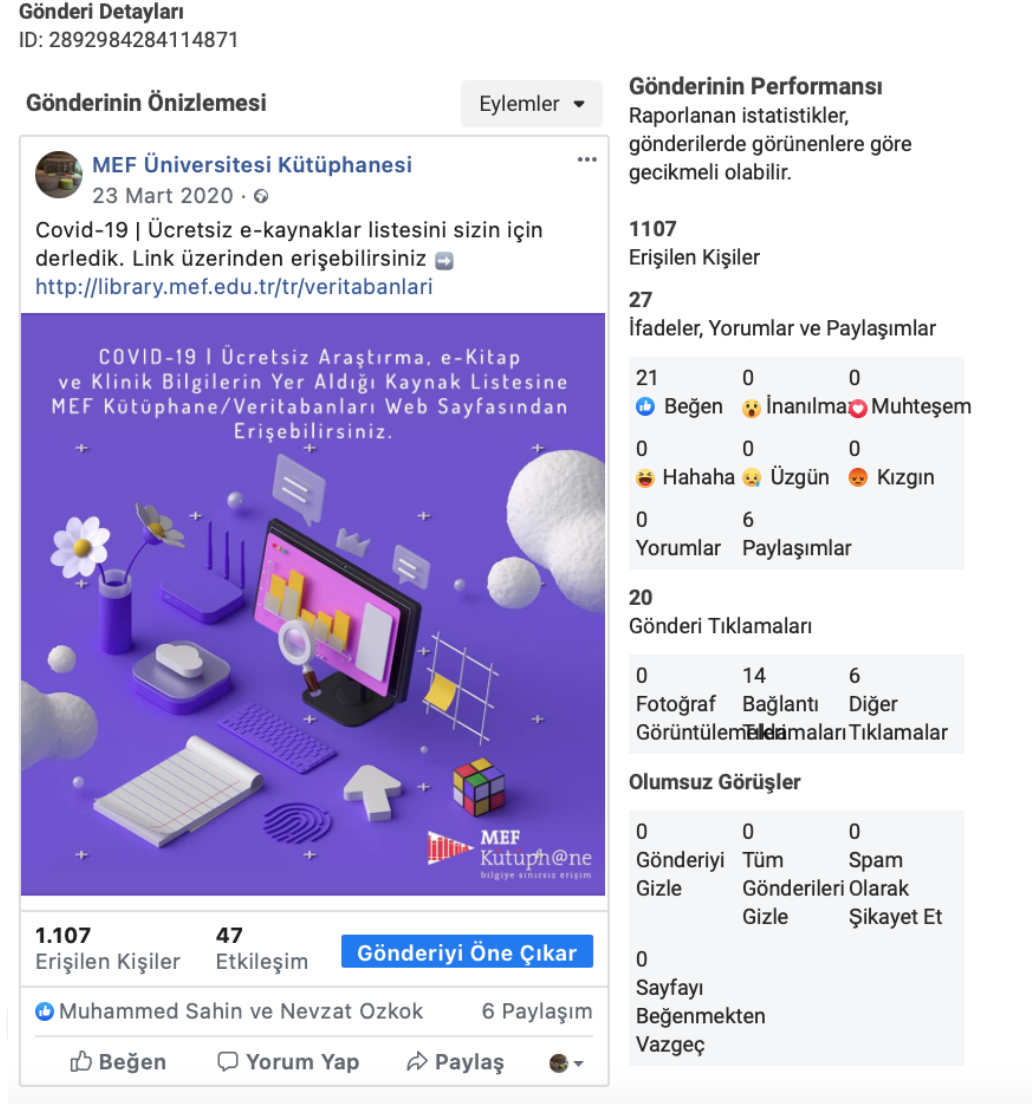 Gönderi Detayları
ID: 2892984284114871
Gönderinin Önizlemesi
Eylemler
MEF Üniversitesi Kütüphanesi
23 Mart 2020 ·
Covid-19 | Ücretsiz e-kaynaklar listesini sizin için
derledik. Link üzerinden erişebilirsiniz ➡
http://library.mef.edu.tr/tr/veritabanlari
COVID-19 | Ücretsiz Araştırma, e-Kitap
ve Klinik Bilgilerin Yer Aldığı Kaynak Listesine
MEF Kütüphane/Veritabanları Web Sayfasından
Erişebilirsiniz.
MEF
Kutuph@ne
bilgiye sınırsız erişim
1.107 47
Erişilen Kişiler Etkileşim
Gönderiyi Öne Çıkar
Muhammed Sahin ve Nevzat Ozkok 6 Paylaşım
Beğen Yorum Yap Paylaş
Gönderinin Performansı
Raporlanan istatistikler,
gönderilerde görünenlere göre
gecikmeli olabilir.
1107
Erişilen Kişiler
27
İfadeler, Yorumlar ve Paylaşımlar
21 0 0
Beğen İnanılmaz Muhteşem
0 0 0
Hahaha Üzgün Kızgın
0 6
Yorumlar Paylaşımlar
20
Gönderi Tıklamaları
0 14 6
Fotoğraf Bağlantı Diğer
Görüntülemeleri Tıklamaları Tıklamalar
Olumsuz Görüşler
0 0 0
Gönderiyi Tüm Spam
Gizle Gönderileri Olarak
Gizle Şikayet Et
0
Sayfayı
Beğenmekten
Vazgeç